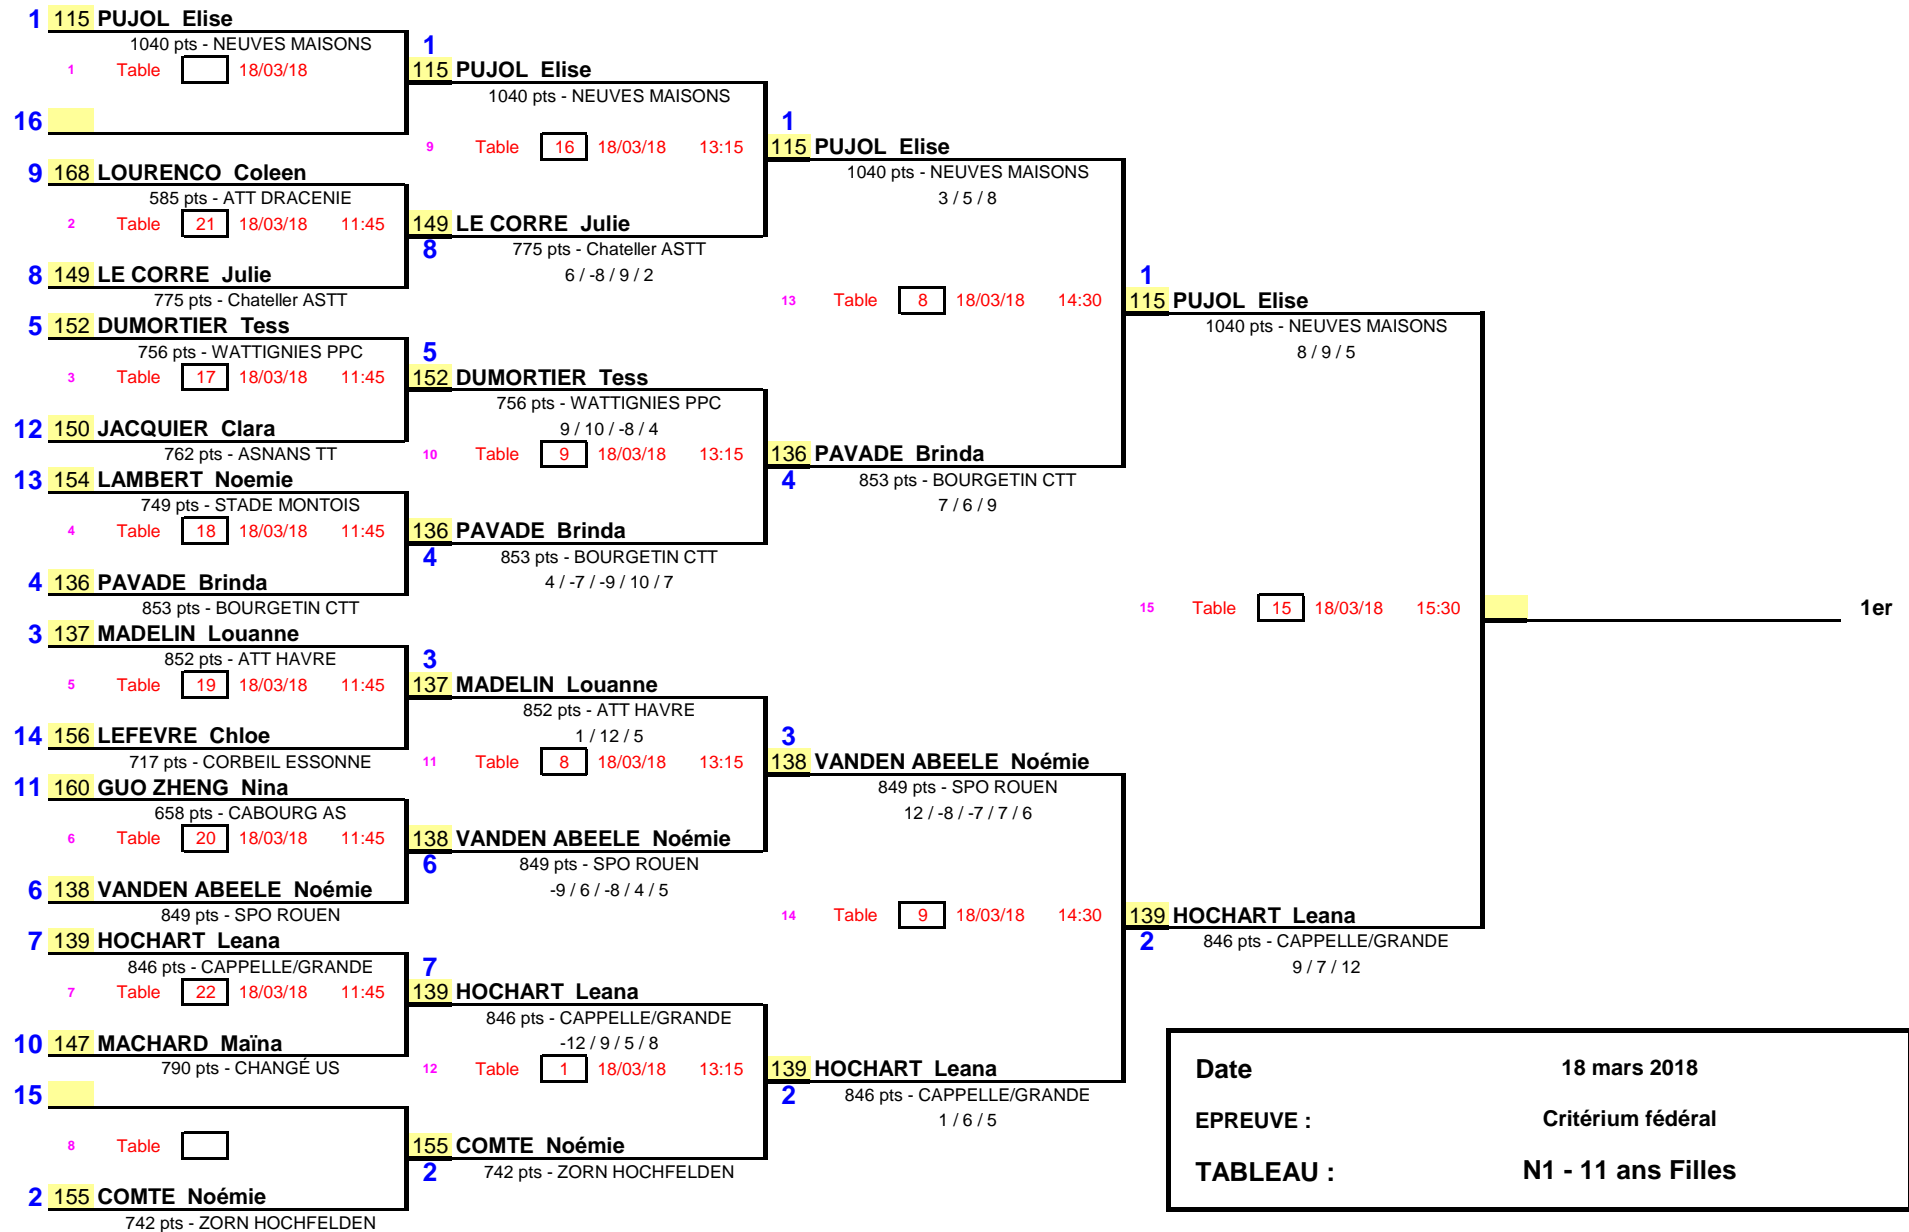 1 115 PUJOL Elise
1040 pts - NEUVES MAISONS
1 Table 18/03/18
16
9 168 LOURENCO Coleen
585 pts - ATT DRACENIE
2 Table 21 18/03/18 11:45
8 149 LE CORRE Julie
775 pts - Chateller ASTT
5 152 DUMORTIER Tess
756 pts - WATTIGNIES PPC
3 Table 17 18/03/18 11:45
12 150 JACQUIER Clara
762 pts - ASNANS TT
13 154 LAMBERT Noemie
749 pts - STADE MONTOIS
4 Table 18 18/03/18 11:45
4 136 PAVADE Brinda
853 pts - BOURGETIN CTT
3 137 MADELIN Louanne
852 pts - ATT HAVRE
5 Table 19 18/03/18 11:45
14 156 LEFEVRE Chloe
717 pts - CORBEIL ESSONNE
11 160 GUO ZHENG Nina
658 pts - CABOURG AS
6 Table 20 18/03/18 11:45
6 138 VANDEN ABEELE Noémie
849 pts - SPO ROUEN
7 139 HOCHART Leana
846 pts - CAPPELLE/GRANDE
7 Table 22 18/03/18 11:45
10 147 MACHARD Maïna
790 pts - CHANGÉ US
15
8 Table
2 155 COMTE Noémie
742 pts - ZORN HOCHFELDEN
1
115 PUJOL Elise
1040 pts - NEUVES MAISONS
9 Table 16 18/03/18 13:15
149 LE CORRE Julie
8
775 pts - Chateller ASTT
6 / -8 / 9 / 2
5
152 DUMORTIER Tess
756 pts - WATTIGNIES PPC
9 / 10 / -8 / 4
10 Table 9 18/03/18 13:15
136 PAVADE Brinda
4
853 pts - BOURGETIN CTT
4 / -7 / -9 / 10 / 7
3
137 MADELIN Louanne
852 pts - ATT HAVRE
1 / 12 / 5
11 Table 8 18/03/18 13:15
138 VANDEN ABEELE Noémie
6
849 pts - SPO ROUEN
-9 / 6 / -8 / 4 / 5
7
139 HOCHART Leana
846 pts - CAPPELLE/GRANDE
-12 / 9 / 5 / 8
12 Table 1 18/03/18 13:15
155 COMTE Noémie
2
742 pts - ZORN HOCHFELDEN
1
115 PUJOL Elise
1040 pts - NEUVES MAISONS
3 / 5 / 8
13 Table 8 18/03/18 14:30
136 PAVADE Brinda
4
853 pts - BOURGETIN CTT
7 / 6 / 9
3
138 VANDEN ABEELE Noémie
849 pts - SPO ROUEN
12 / -8 / -7 / 7 / 6
14 Table 9 18/03/18 14:30
139 HOCHART Leana
2
846 pts - CAPPELLE/GRANDE
1 / 6 / 5
1
115 PUJOL Elise
1040 pts - NEUVES MAISONS
8 / 9 / 5
15 Table 15 18/03/18 15:30
139 HOCHART Leana
2
846 pts - CAPPELLE/GRANDE
9 / 7 / 12
1er
Date 18 mars 2018
EPREUVE : Critérium fédéral
TABLEAU : N1 - 11 ans Filles